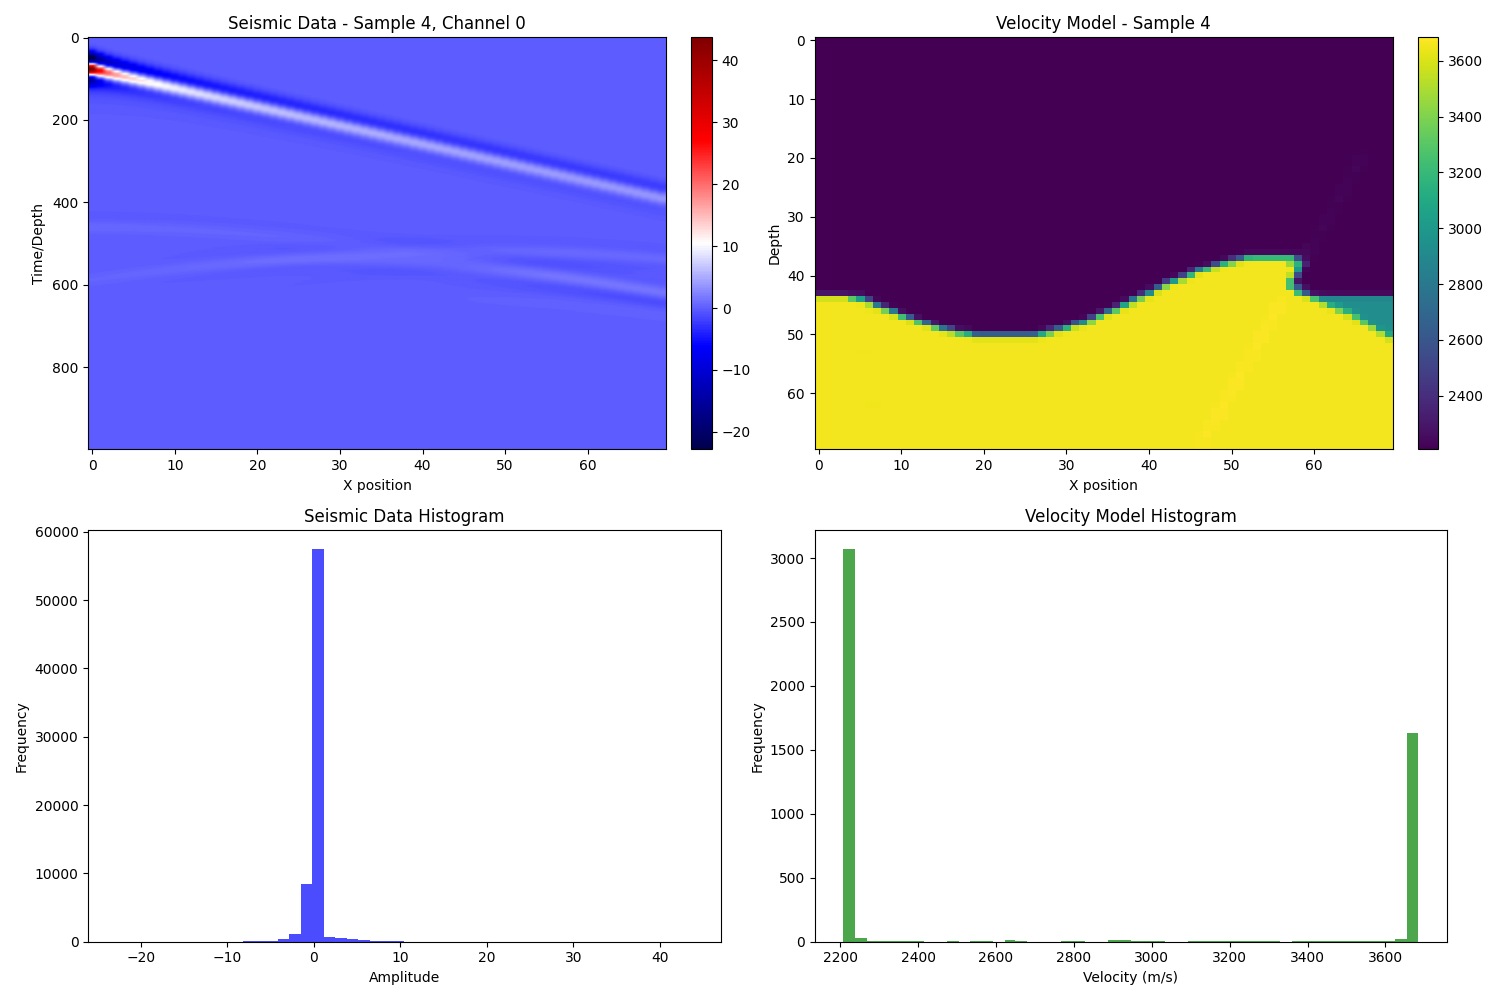 Seismic Data - Sample 4, Channel 0
Time/Depth
0
200
400
600
800
0 10 20 30 40 50 60
X position
40
30
20
10
0
−10
−20
Velocity Model - Sample 4
Depth
0
10
20
30
40
50
60
0 10 20 30 40 50 60
X position
3600
3400
3200
3000
2800
2600
2400
Seismic Data Histogram
Frequency
60000
50000
40000
30000
20000
10000
0
−20 −10 0 10 20 30 40
Amplitude
Velocity Model Histogram
Frequency
3000
2500
2000
1500
1000
500
0
2200 2400 2600 2800 3000 3200 3400 3600
Velocity (m/s)